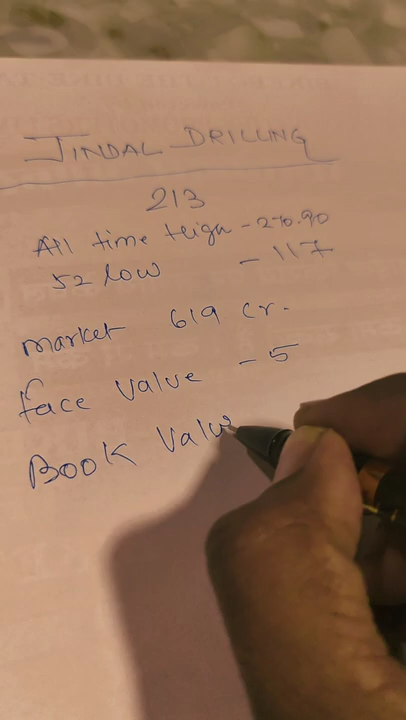 JINDAL DRILLING
213
All time High - 270.90
52 low - 117
market 619 cr.
face value - 5
Book Valu